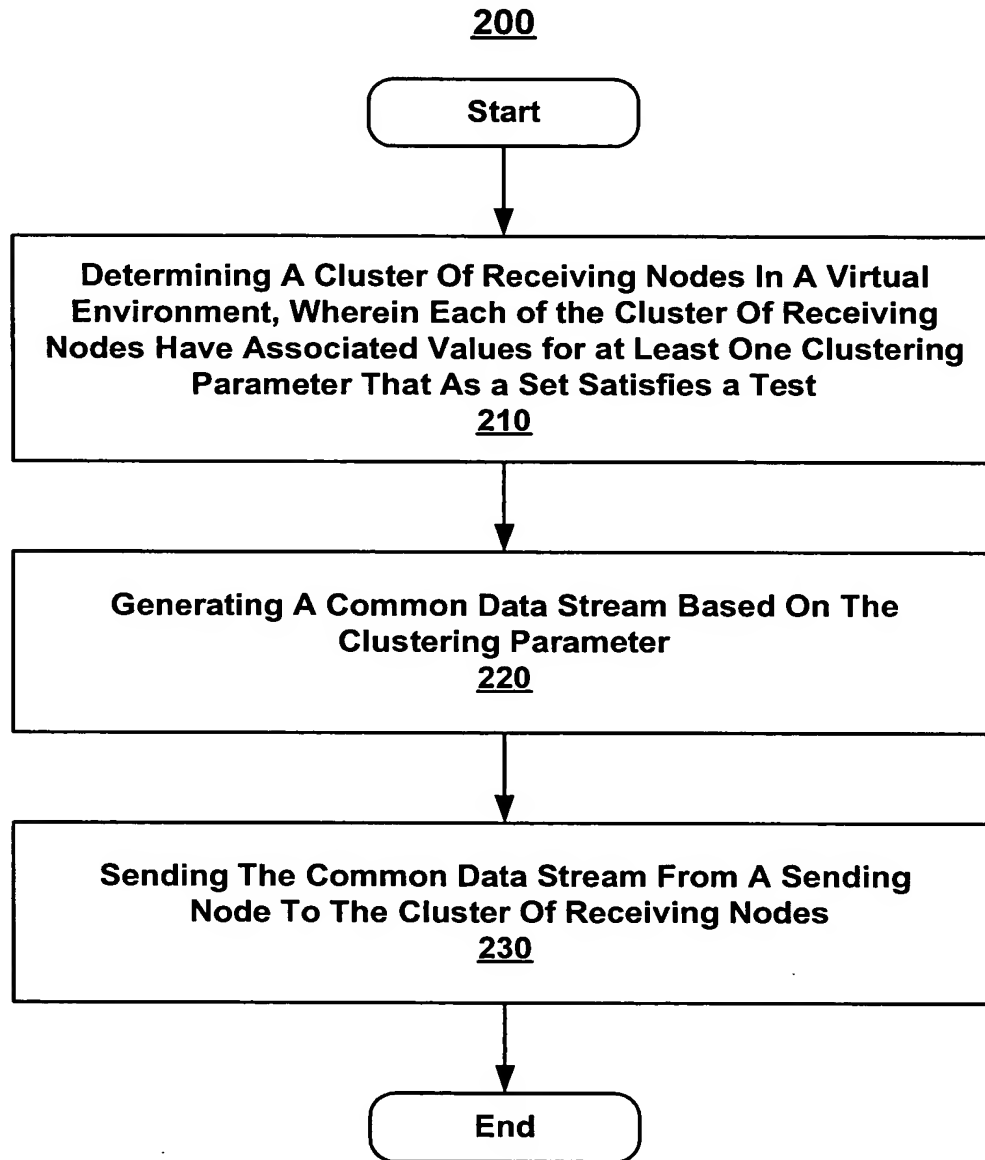 200
Start
Determining A Cluster Of Receiving Nodes In A Virtual
Environment, Wherein Each of the Cluster Of Receiving
Nodes Have Associated Values for at Least One Clustering
Parameter That As a Set Satisfies a Test
210
Generating A Common Data Stream Based On The
Clustering Parameter
220
Sending The Common Data Stream From A Sending
Node To The Cluster Of Receiving Nodes
230
End